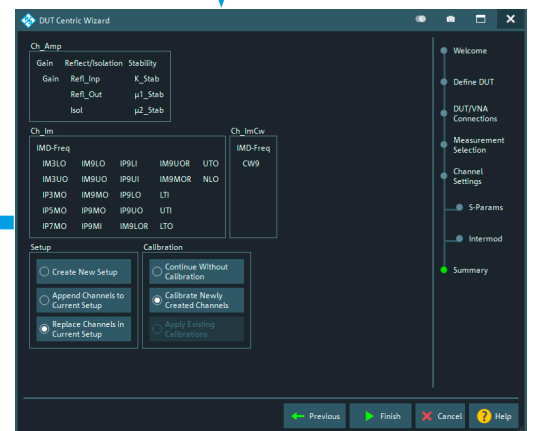 DUT Centric Wizard
Ch_Amp
Gain Reflect/Isolation Stability
Gain Refl_Inp K_Stab
Refl_Out µ1_Stab
Isol µ2_Stab
Ch_Im
IMD-Freq
IM3LO IM9LO IP9LI IM9UOR UTO
IM3UO IM9UO IP9UI IM9MOR NLO
IP3MO IM9MO IP9LO LTI
IP5MO IP9MO IP9UO UTI
IP7MO IP9MI IM9LOR LTO
Ch_ImCw
IMD-Freq
CW9
Setup
Create New Setup
Append Channels to
Current Setup
Replace Channels in
Current Setup
Calibration
Continue Without
Calibration
Calibrate Newly
Created Channels
Apply Existing
Calibrations
Welcome
Define DUT
DUT/VNA
Connections
Measurement
Selection
Channel
Settings
S-Params
Intermod
Summary
Previous
Finish
Cancel
? Help